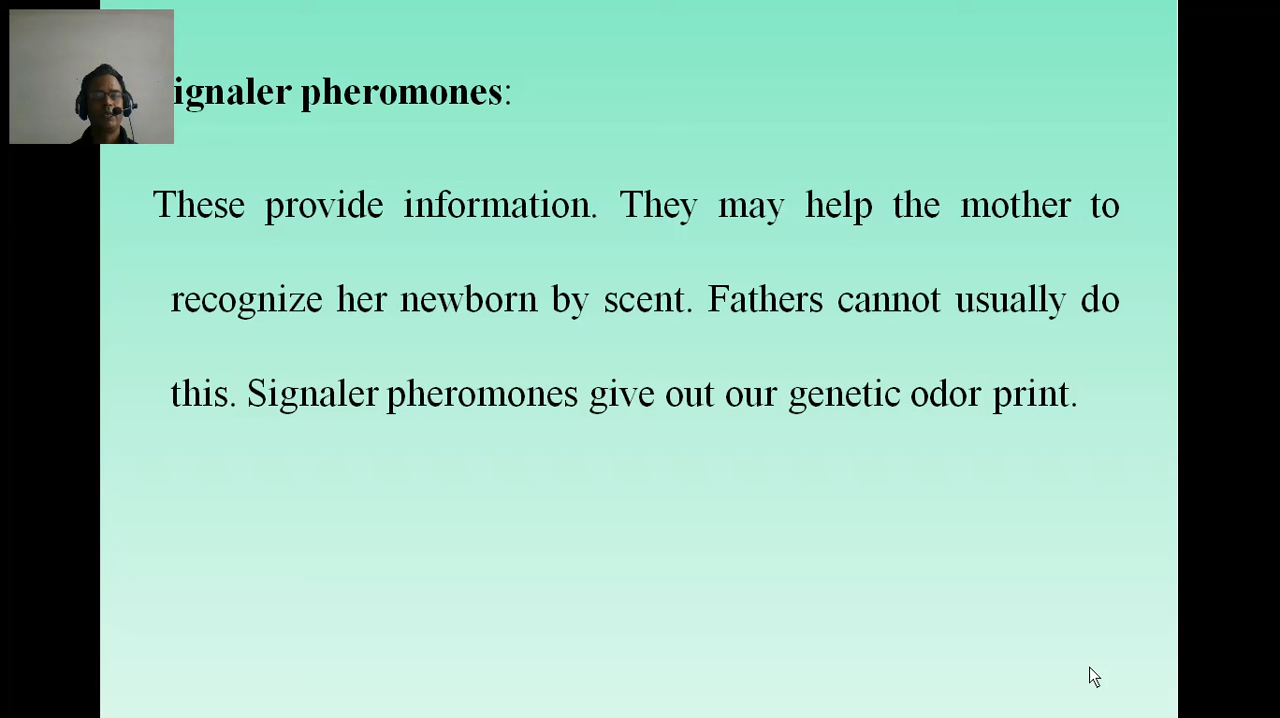 ignaler pheromones:
These provide information. They may help the mother to
recognize her newborn by scent. Fathers cannot usually do
this. Signaler pheromones give out our genetic odor print.